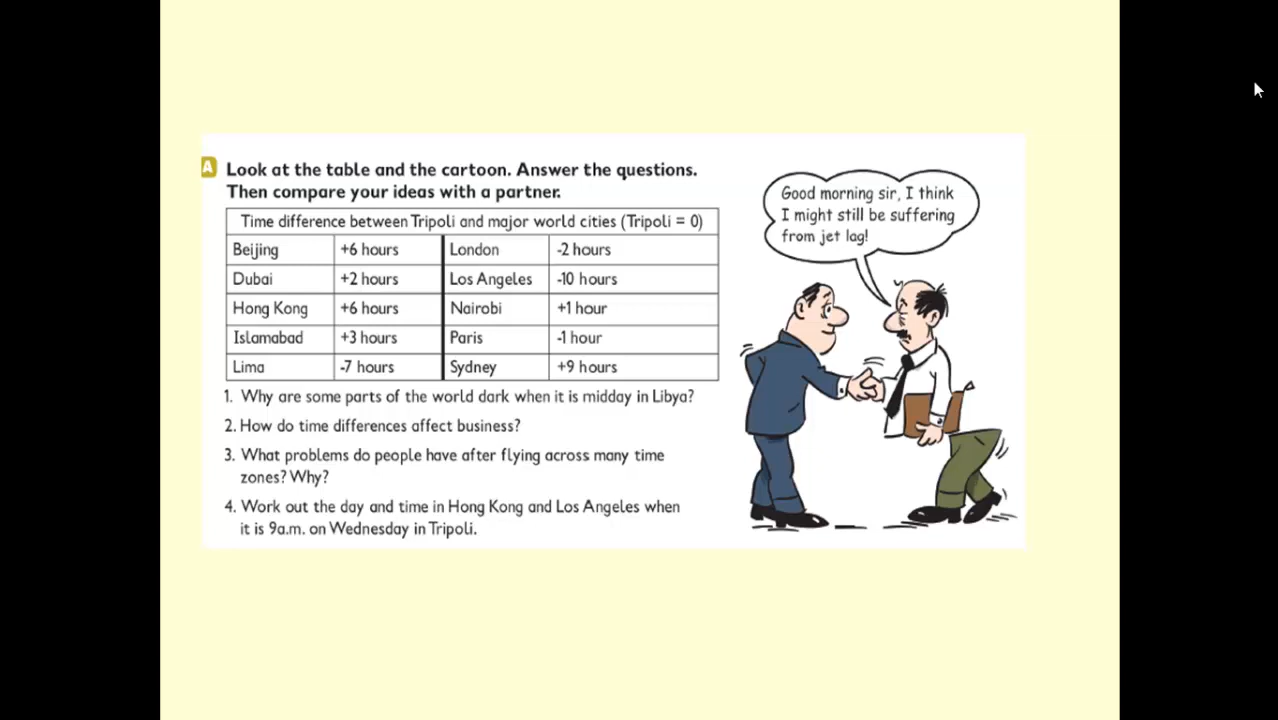 A Look at the table and the cartoon. Answer the questions.
Then compare your ideas with a partner.
Time difference between Tripoli and major world cities (Tripoli = 0)
Beijing +6 hours London -2 hours
Dubai +2 hours Los Angeles -10 hours
Hong Kong +6 hours Nairobi +1 hour
Islamabad +3 hours Paris -1 hour
Lima -7 hours Sydney +9 hours
1. Why are some parts of the world dark when it is midday in Libya?
2. How do time differences affect business?
3. What problems do people have after flying across many time
zones? Why?
4. Work out the day and time in Hong Kong and Los Angeles when
it is 9a.m. on Wednesday in Tripoli.
Good morning sir, I think
I might still be suffering
from jet lag!